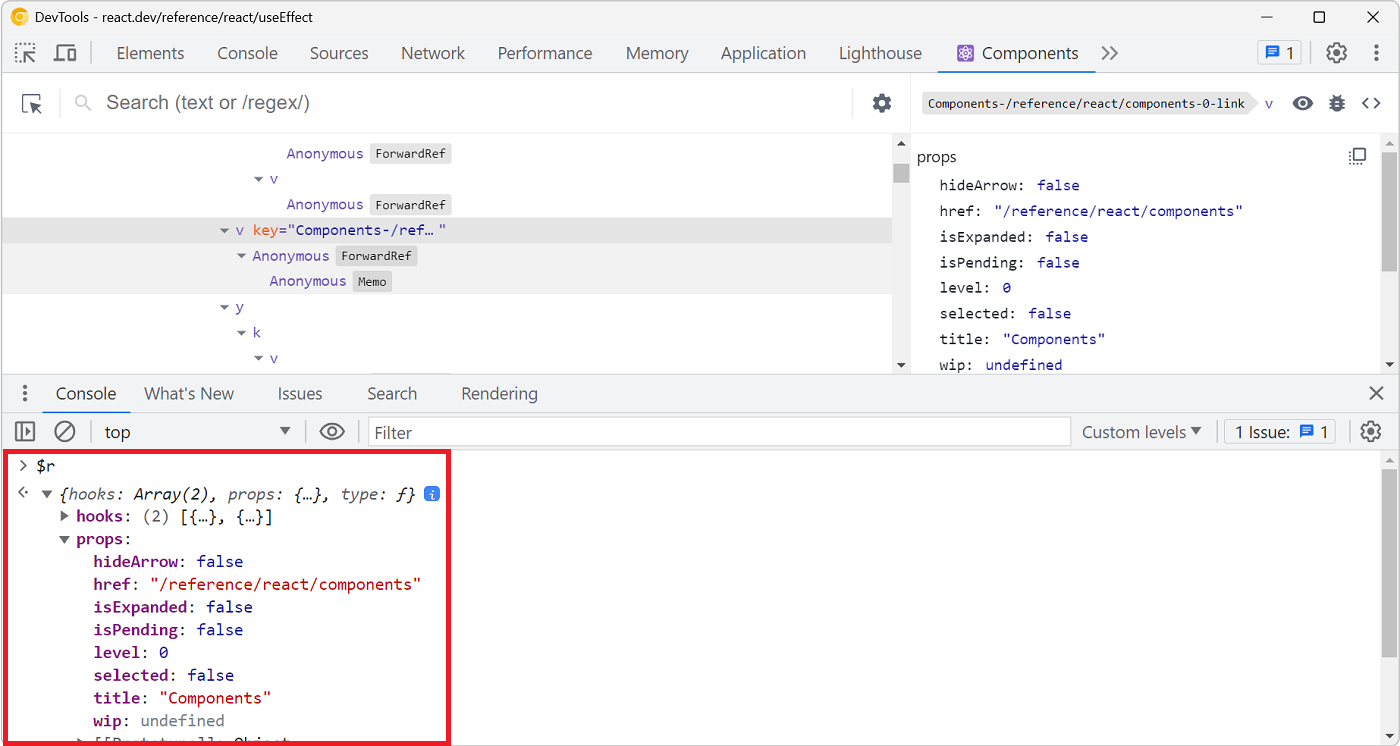 DevTools - react.dev/reference/react/useEffect
Elements Console Sources Network Performance Memory Application Lighthouse Components 1
Search (text or /regex/)
Components-/reference/react/components-0-link v
Anonymous ForwardRef
v
Anonymous ForwardRef
v key="Components-/ref… "
Anonymous ForwardRef
Anonymous Memo
y
k
v
props
hideArrow: false
href: "/reference/react/components"
isExpanded: false
isPending: false
level: 0
selected: false
title: "Components"
wip: undefined
Console What's New Issues Search Rendering
top Filter Custom levels 1 Issue: 1
> $r
{hooks: Array(2), props: {…}, type: ƒ}
hooks: (2) [{…}, {…}]
props:
hideArrow: false
href: "/reference/react/components"
isExpanded: false
isPending: false
level: 0
selected: false
title: "Components"
wip: undefined
[[Prototype]]: Object